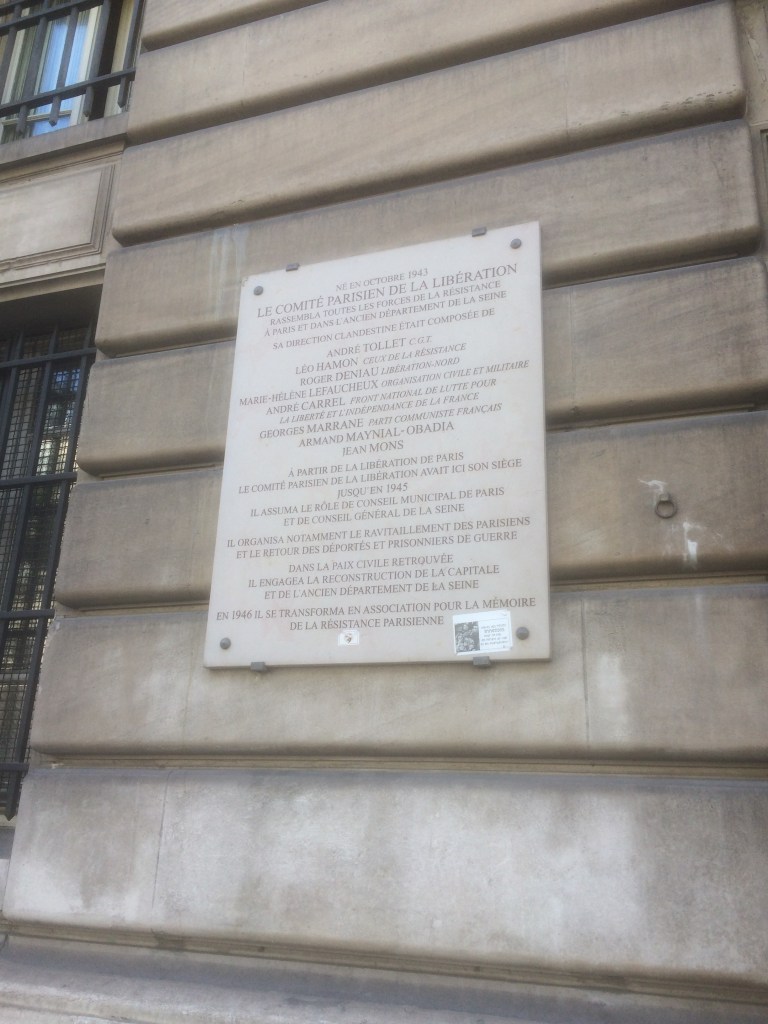 NÉ EN OCTOBRE 1943
LE COMITÉ PARISIEN DE LA LIBÉRATION
RASSEMBLA TOUTES LES FORCES DE LA RÉSISTANCE
À PARIS ET DANS L'ANCIEN DÉPARTEMENT DE LA SEINE
SA DIRECTION CLANDESTINE ÉTAIT COMPOSÉE DE
ANDRÉ TOLLET C.G.T.
LÉO HAMON CEUX DE LA RÉSISTANCE
ROGER DENIAU LIBÉRATION-NORD
MARIE-HÉLÈNE LEFAUCHEUX ORGANISATION CIVILE ET MILITAIRE
ANDRÉ CARREL FRONT NATIONAL DE LUTTE POUR
LA LIBERTÉ ET L'INDÉPENDANCE DE LA FRANCE
GEORGES MARRANE PARTI COMMUNISTE FRANÇAIS
ARMAND MAYNIAL-OBADIA
JEAN MONS
À PARTIR DE LA LIBÉRATION DE PARIS
LE COMITÉ PARISIEN DE LA LIBÉRATION AVAIT ICI SON SIÈGE
JUSQU'EN 1945
IL ASSUMA LE RÔLE DE CONSEIL MUNICIPAL DE PARIS
ET DE CONSEIL GÉNÉRAL DE LA SEINE
IL ORGANISA NOTAMMENT LE RAVITAILLEMENT DES PARISIENS
ET LE RETOUR DES DÉPORTÉS ET PRISONNIERS DE GUERRE
DANS LA PAIX CIVILE RETROUVÉE
IL ENGAGEA LA RECONSTRUCTION DE LA CAPITALE
ET DE L'ANCIEN DÉPARTEMENT DE LA SEINE
EN 1946 IL SE TRANSFORMA EN ASSOCIATION POUR LA MÉMOIRE
DE LA RÉSISTANCE PARISIENNE